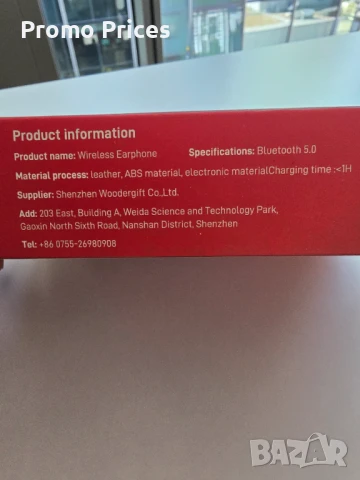 Promo Prices
Product information
Product name: Wireless Earphone Specifications: Bluetooth 5.0
Material process: leather, ABS material, electronic materialCharging time :<1H
Supplier: Shenzhen Woodergift Co.,Ltd.
Add: 203 East, Building A, Weida Science and Technology Park,
Gaoxin North Sixth Road, Nanshan District, Shenzhen
Tel: +86 0755-26980908
BAZAR
.bg